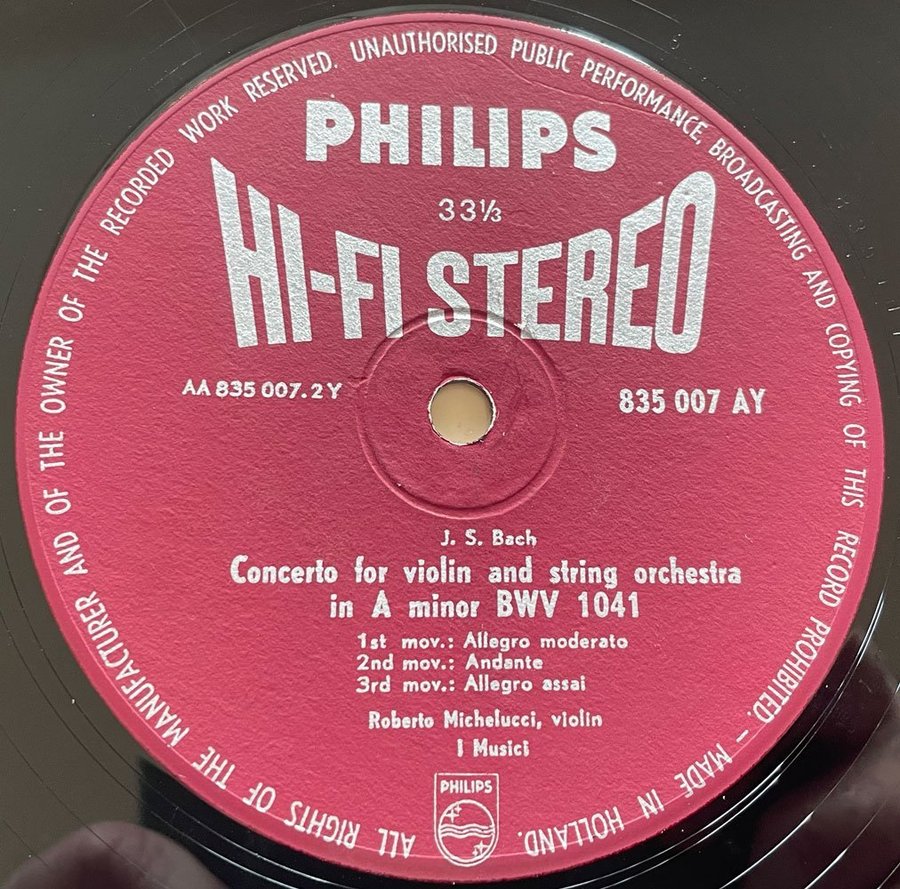 ALL RIGHTS OF THE MANUFACTURER AND OF THE OWNER OF THE RECORDED WORK RESERVED. UNAUTHORISED PUBLIC PERFORMANCE, BROADCASTING AND COPYING OF THIS RECORD PROHIBITED. – MADE IN HOLLAND.
PHILIPS
33⅓
HI-FI STEREO
AA 835 007.2 Y
835 007 AY
J. S. Bach
Concerto for violin and string orchestra
in A minor BWV 1041
1st mov.: Allegro moderato
2nd mov.: Andante
3rd mov.: Allegro assai
Roberto Michelucci, violin
I Musici
PHILIPS